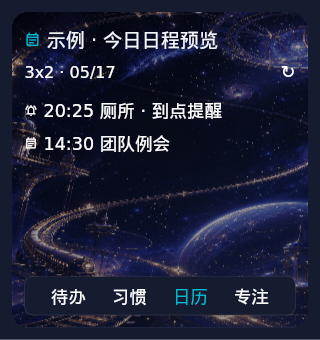 示例 · 今日日程预览
3x2 · 05/17
20:25 厕所 · 到点提醒
14:30 团队例会
待办 习惯 日历 专注